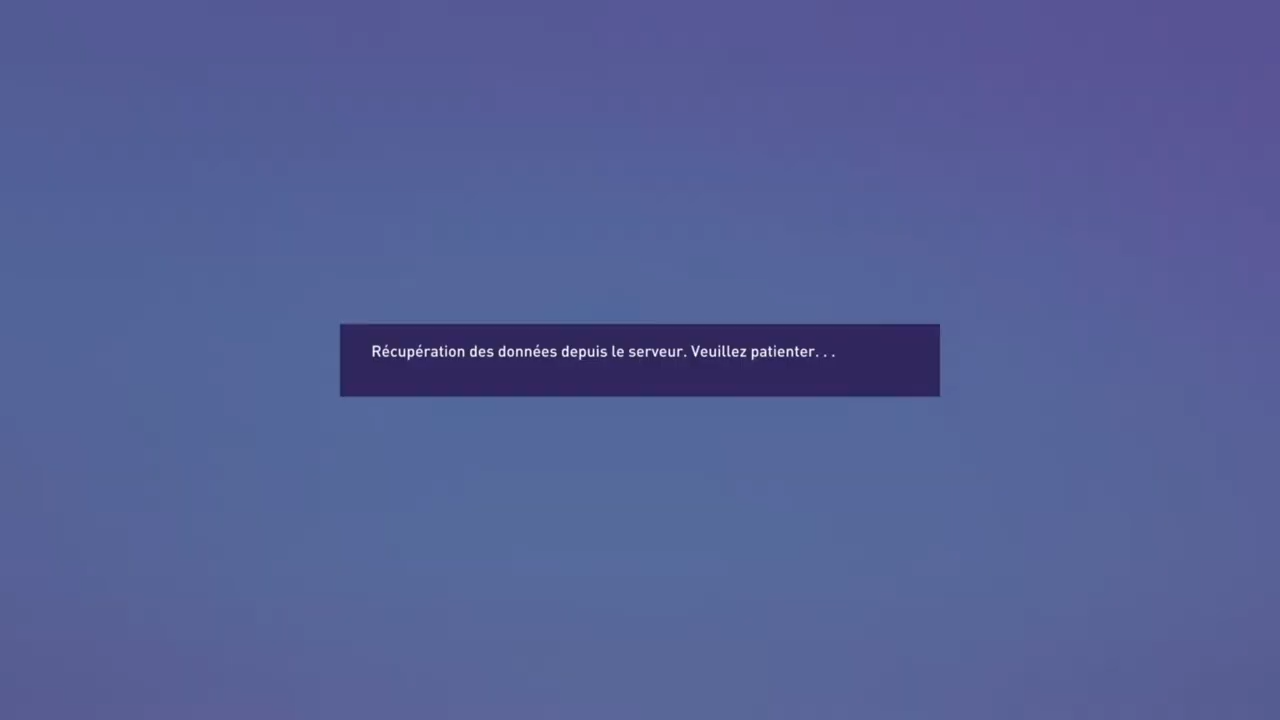 Récupération des données depuis le serveur. Veuillez patienter. . .